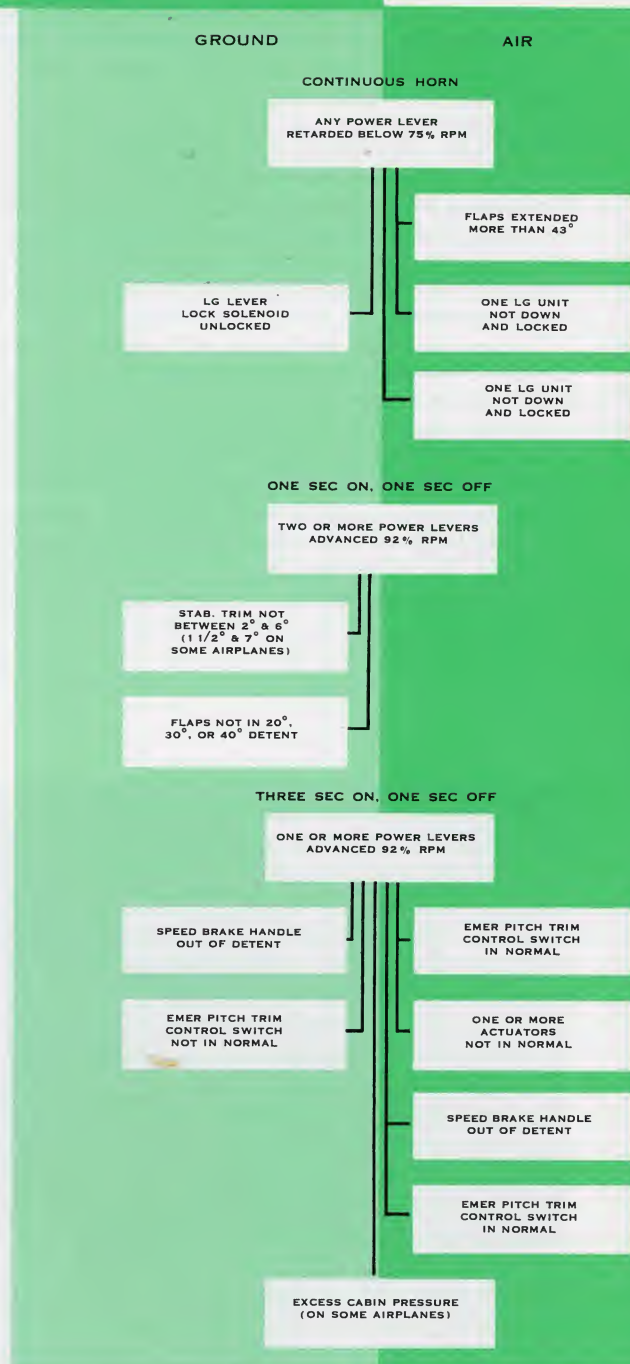 GROUND
AIR
CONTINUOUS HORN
ANY POWER LEVER
RETARDED BELOW 75% RPM
FLAPS EXTENDED
MORE THAN 43°
LG LEVER
LOCK SOLENOID
UNLOCKED
ONE LG UNIT
NOT DOWN
AND LOCKED
ONE LG UNIT
NOT DOWN
AND LOCKED
ONE SEC ON, ONE SEC OFF
TWO OR MORE POWER LEVERS
ADVANCED 92% RPM
STAB. TRIM NOT
BETWEEN 2° & 6°
(1 1/2° & 7° ON
SOME AIRPLANES)
FLAPS NOT IN 20°,
30°, OR 40° DETENT
THREE SEC ON, ONE SEC OFF
ONE OR MORE POWER LEVERS
ADVANCED 92% RPM
SPEED BRAKE HANDLE
OUT OF DETENT
EMER PITCH TRIM
CONTROL SWITCH
IN NORMAL
EMER PITCH TRIM
CONTROL SWITCH
NOT IN NORMAL
ONE OR MORE
ACTUATORS
NOT IN NORMAL
SPEED BRAKE HANDLE
OUT OF DETENT
EMER PITCH TRIM
CONTROL SWITCH
IN NORMAL
EXCESS CABIN PRESSURE
(ON SOME AIRPLANES)